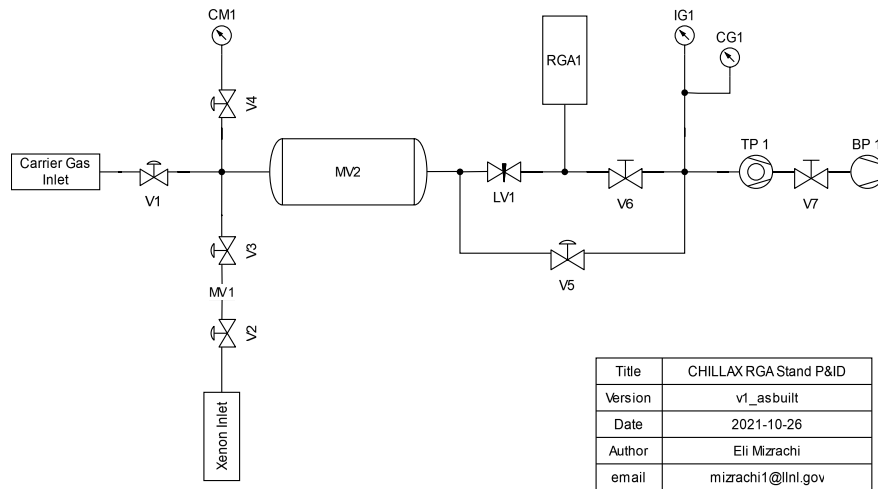 CM1
IG1
CG1
RGA1
V4
TP 1
BP 1
Carrier Gas
Inlet
MV2
V1
LV1
V6
V7
V3
MV1
V5
V2
Xenon Inlet
Title CHILLAX RGA Stand P&ID
Version v1_asbuilt
Date 2021-10-26
Author Eli Mizrachi
email mizrachi1@llnl.gov